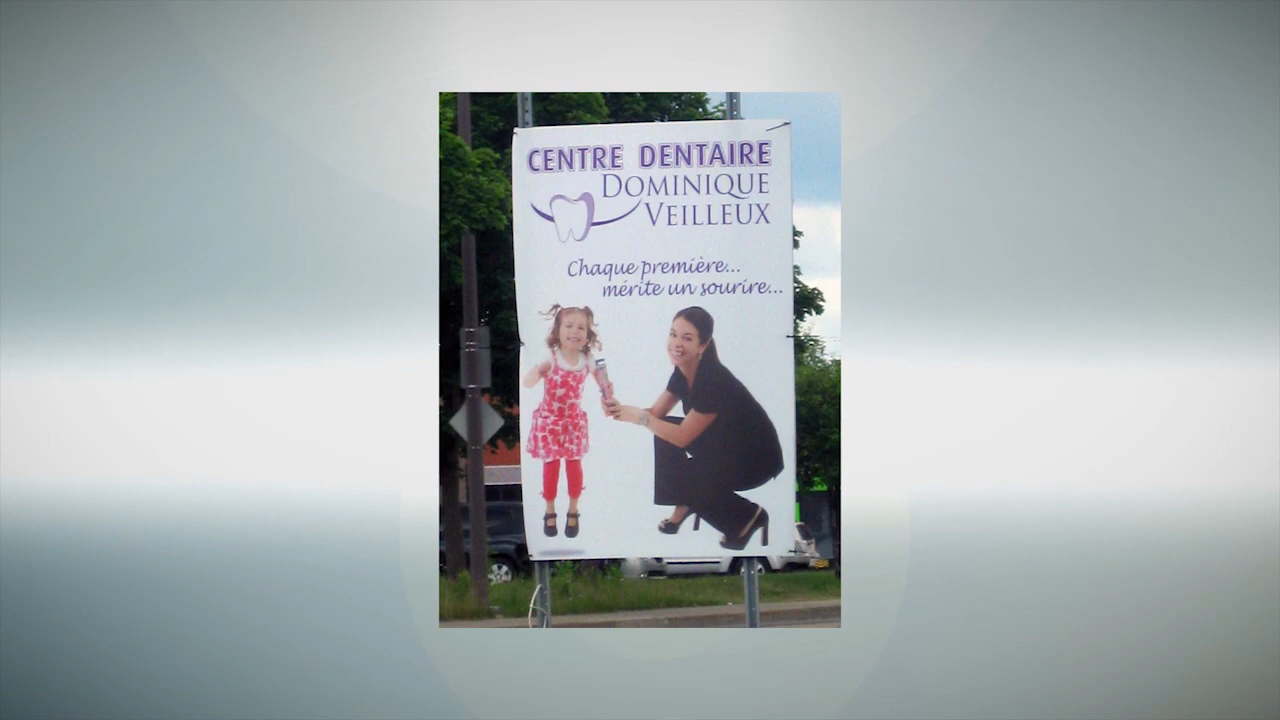 CENTRE DENTAIRE
DOMINIQUE
VEILLEUX
Chaque première...
mérite un sourire...